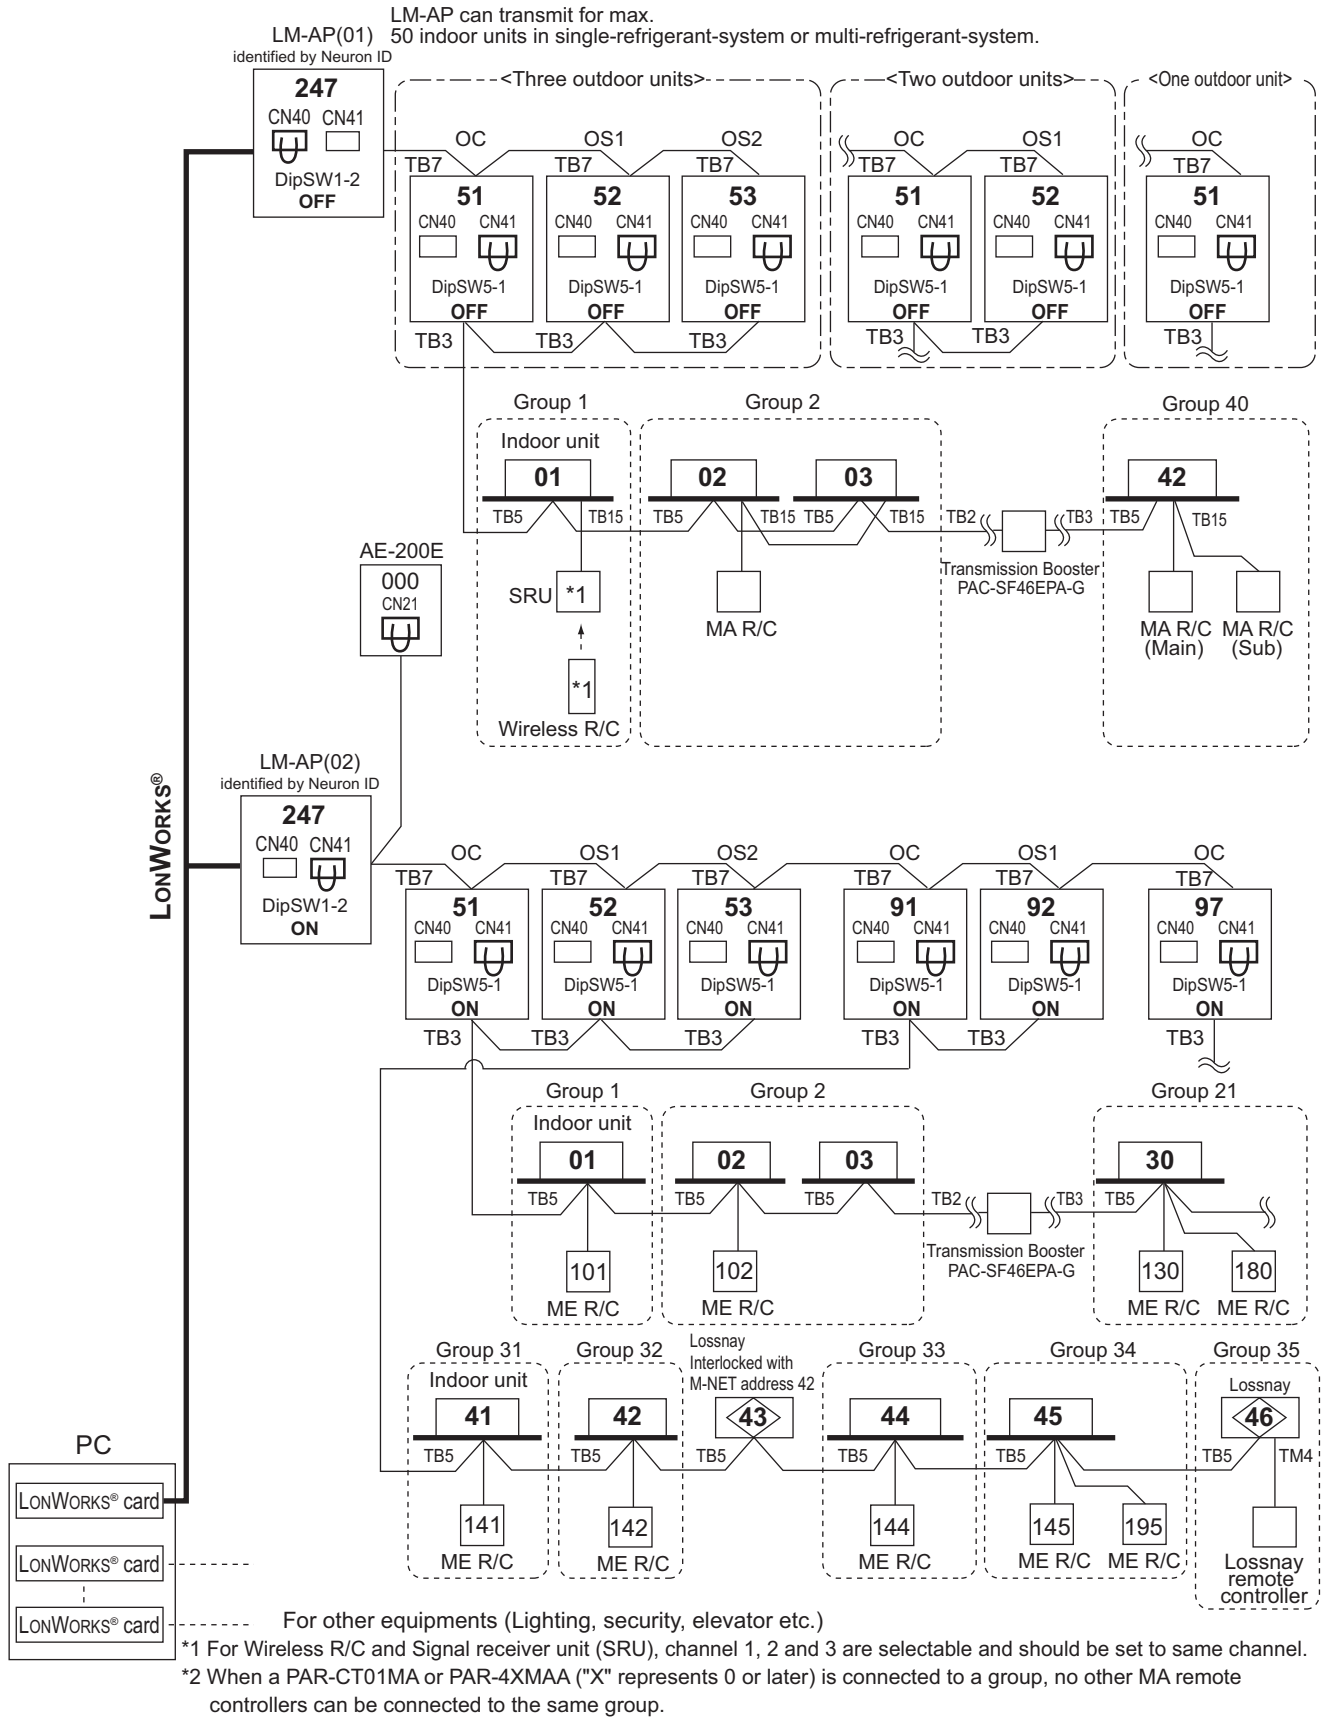 LM-AP can transmit for max.
50 indoor units in single-refrigerant-system or multi-refrigerant-system.
LM-AP(01)
identified by Neuron ID
247
CN40 CN41
DipSW1-2
OFF
<Three outdoor units>
<Two outdoor units>
<One outdoor unit>
OC OS1 OS2 OC OS1 OC
TB7 TB7 TB7 TB7 TB7 TB7
51 52 53 51 52 51
CN40 CN41 CN40 CN41 CN40 CN41 CN40 CN41 CN40 CN41 CN40 CN41
DipSW5-1 DipSW5-1 DipSW5-1 DipSW5-1 DipSW5-1 DipSW5-1
OFF OFF OFF OFF OFF OFF
TB3 TB3 TB3 TB3 TB3 TB3
Group 1 Group 2 Group 40
Indoor unit
01 02 03 42
TB5 TB15 TB5 TB15 TB5 TB15 TB2 TB3 TB5 TB15
Transmission Booster
PAC-SF46EPA-G
AE-200E
000
CN21
SRU *1
MA R/C
MA R/C
(Main)
MA R/C
(Sub)
*1
Wireless R/C
LM-AP(02)
identified by Neuron ID
247
CN40 CN41
DipSW1-2
ON
LONWORKS®
OC OS1 OS2 OC OS1 OC
TB7 TB7 TB7 TB7 TB7 TB7
51 52 53 91 92 97
CN40 CN41 CN40 CN41 CN40 CN41 CN40 CN41 CN40 CN41 CN40 CN41
DipSW5-1 DipSW5-1 DipSW5-1 DipSW5-1 DipSW5-1 DipSW5-1
ON ON ON ON ON ON
TB3 TB3 TB3 TB3 TB3 TB3
Group 1 Group 2 Group 21
Indoor unit
01 02 03 30
TB5 TB5 TB5 TB2 TB3 TB5
Transmission Booster
PAC-SF46EPA-G
101 102 130 180
ME R/C ME R/C ME R/C ME R/C
Group 31 Group 32 Group 33 Group 34 Group 35
Lossnay
Interlocked with
M-NET address 42
Indoor unit
Lossnay
41 42 43 44 45 46
TB5 TB5 TB5 TB5 TB5 TB5 TM4
141 142 144 145 195
ME R/C ME R/C ME R/C ME R/C ME R/C
Lossnay
remote
controller
PC
LONWORKS® card
LONWORKS® card
LONWORKS® card
For other equipments (Lighting, security, elevator etc.)
*1 For Wireless R/C and Signal receiver unit (SRU), channel 1, 2 and 3 are selectable and should be set to same channel.
*2 When a PAR-CT01MA or PAR-4XMAA ("X" represents 0 or later) is connected to a group, no other MA remote
controllers can be connected to the same group.